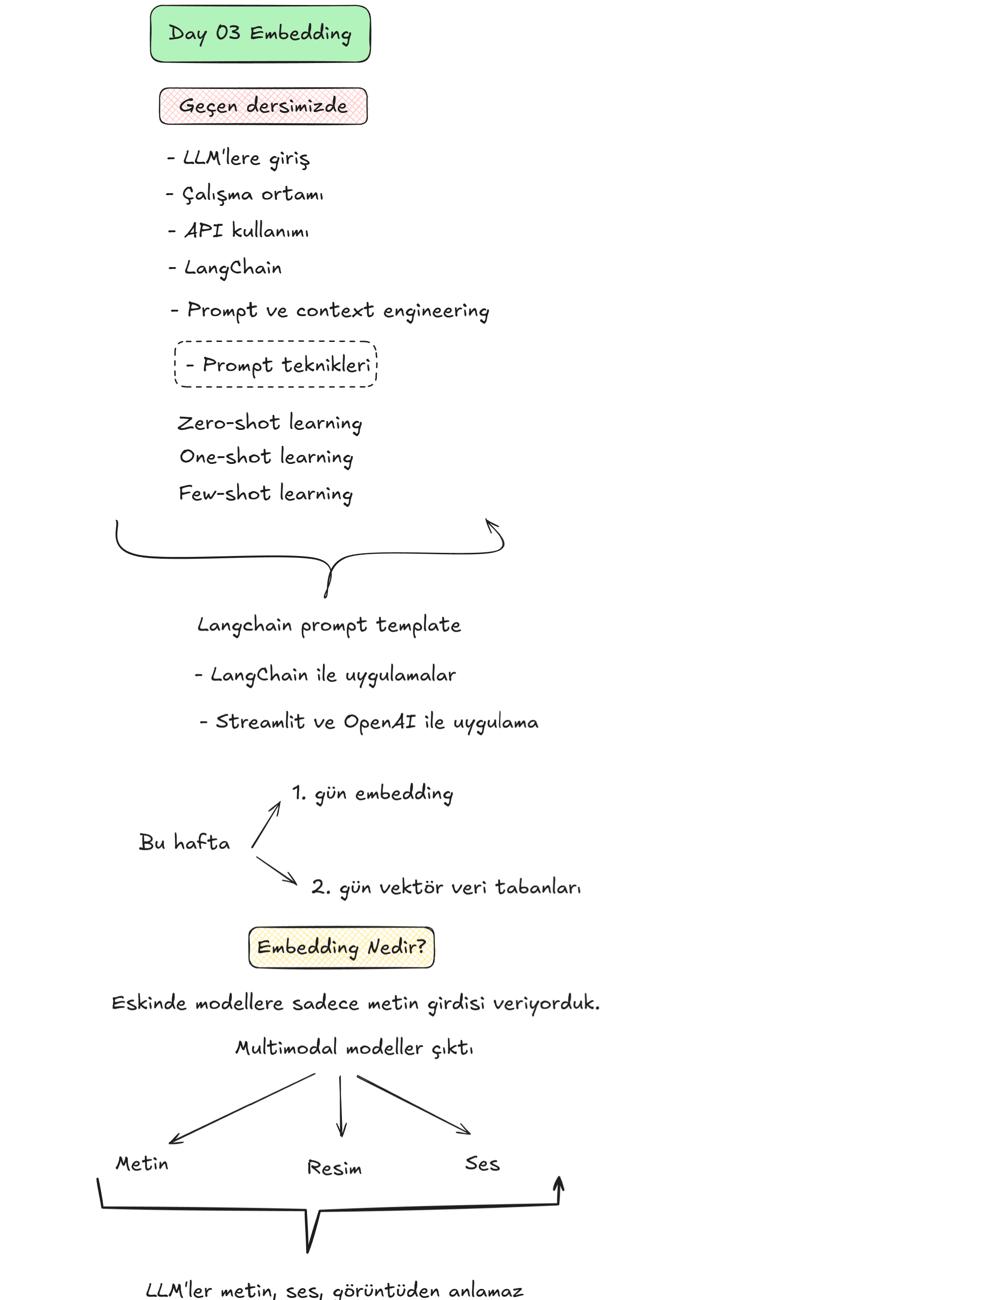 Day 03 Embedding
Geçen dersimizde
- LLM'lere giriş
- Çalışma ortamı
- API kullanımı
- LangChain
- Prompt ve context engineering
- Prompt teknikleri
Zero-shot learning
One-shot learning
Few-shot learning
Langchain prompt template
- LangChain ile uygulamalar
- Streamlit ve OpenAI ile uygulama
1. gün embedding
Bu hafta
2. gün vektör veri tabanları
Embedding Nedir?
Eskinde modellere sadece metin girdisi veriyorduk.
Multimodal modeller çıktı
Metin
Resim
Ses
LLM'ler metin, ses, görüntüden anlamaz